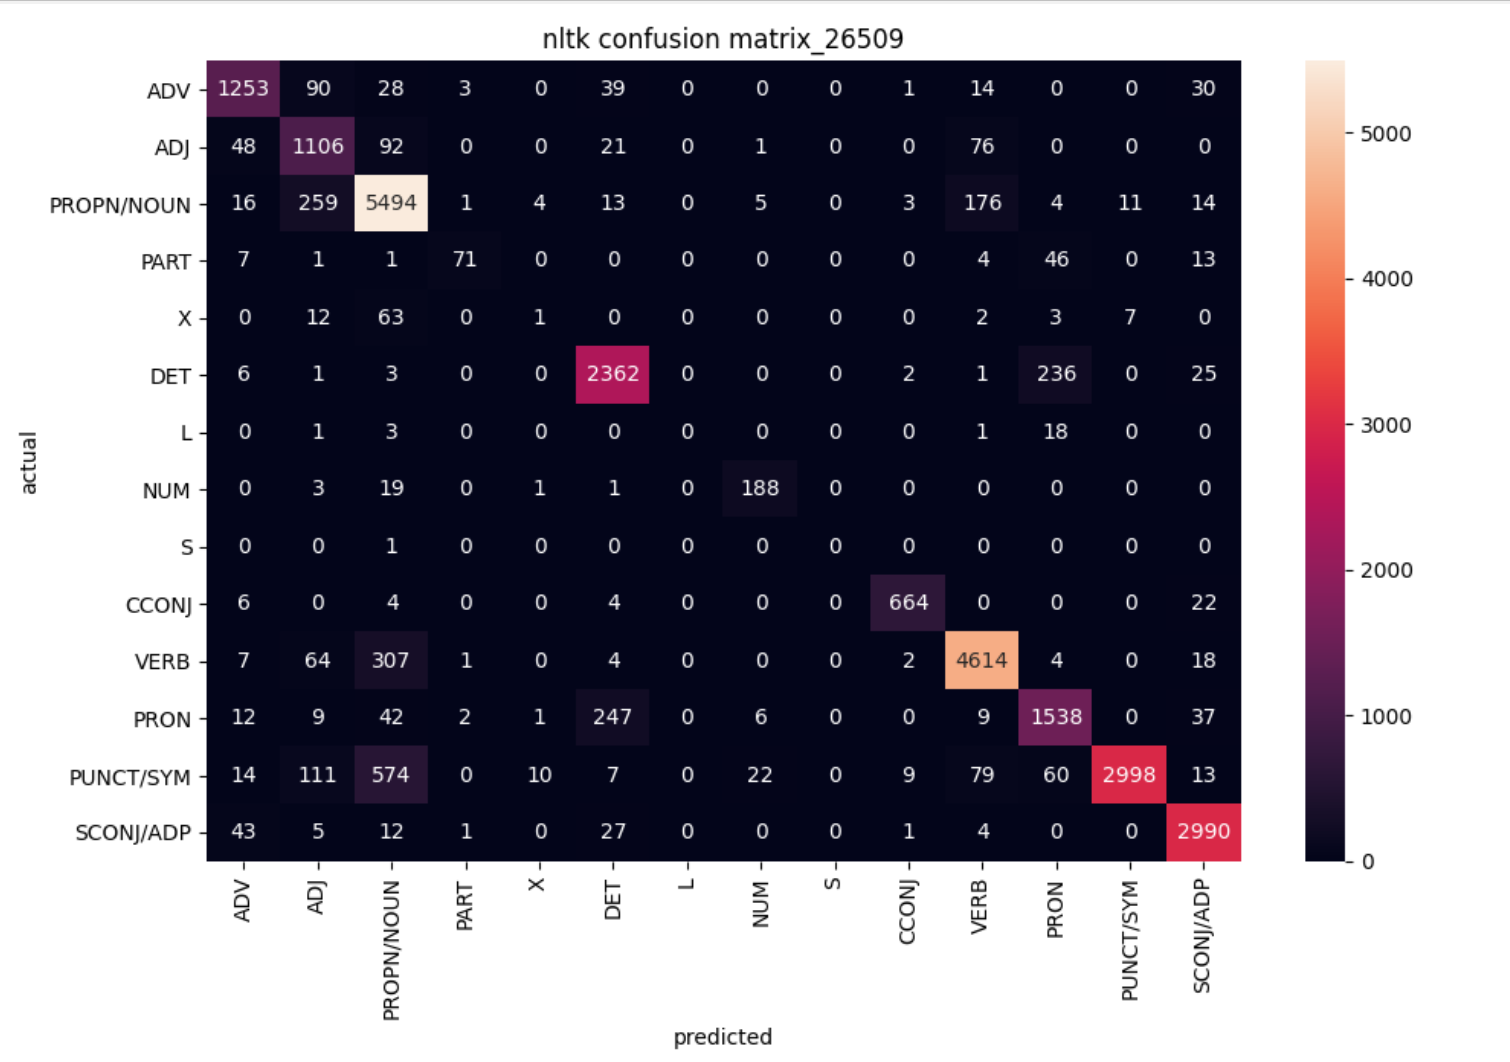 nltk confusion matrix_26509
ADV 1253 90 28 3 0 39 0 0 0 1 14 0 0 30
ADJ 48 1106 92 0 0 21 0 1 0 0 76 0 0 0
PROPN/NOUN 16 259 5494 1 4 13 0 5 0 3 176 4 11 14
PART 7 1 1 71 0 0 0 0 0 0 4 46 0 13
X 0 12 63 0 1 0 0 0 0 0 2 3 7 0
DET 6 1 3 0 0 2362 0 0 0 2 1 236 0 25
L 0 1 3 0 0 0 0 0 0 0 1 18 0 0
NUM 0 3 19 0 1 1 0 188 0 0 0 0 0 0
S 0 0 1 0 0 0 0 0 0 0 0 0 0 0
CCONJ 6 0 4 0 0 4 0 0 0 664 0 0 0 22
VERB 7 64 307 1 0 4 0 0 0 2 4614 4 0 18
PRON 12 9 42 2 1 247 0 6 0 0 9 1538 0 37
PUNCT/SYM 14 111 574 0 10 7 0 22 0 9 79 60 2998 13
SCONJ/ADP 43 5 12 1 0 27 0 0 0 1 4 0 0 2990
ADV ADJ PROPN/NOUN PART X DET L NUM S CCONJ VERB PRON PUNCT/SYM SCONJ/ADP
actual
predicted
5000
4000
3000
2000
1000
0